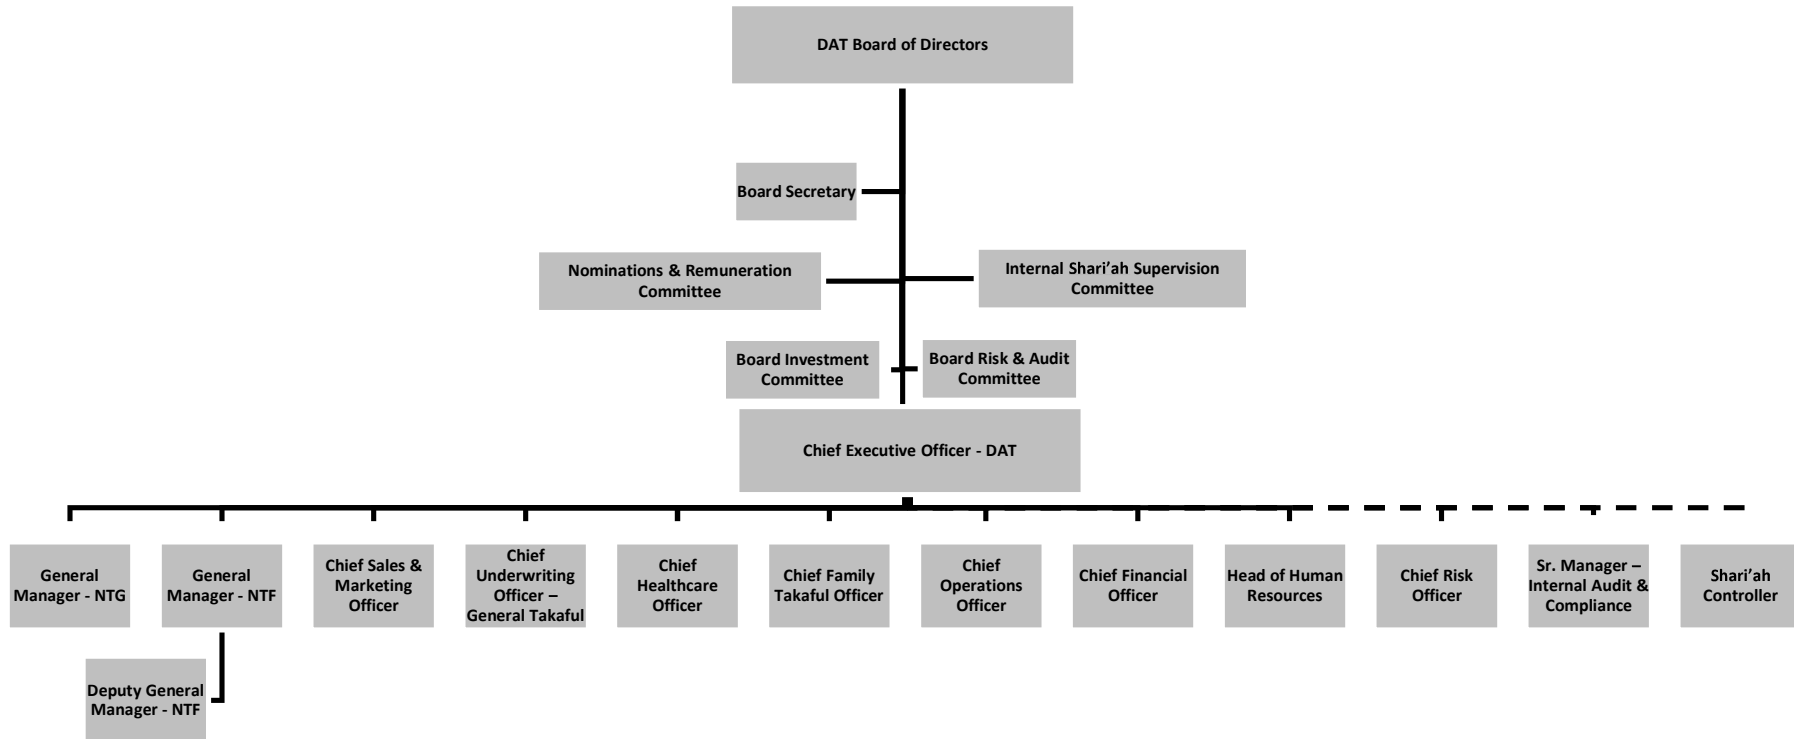 DAT Board of Directors
Board Secretary
Nominations & Remuneration
Committee
Internal Shari’ah Supervision
Committee
Board Investment
Committee
Board Risk & Audit
Committee
Chief Executive Officer - DAT
General
Manager - NTG
General
Manager - NTF
Chief Sales &
Marketing
Officer
Chief
Underwriting
Officer –
General Takaful
Chief
Healthcare
Officer
Chief Family
Takaful Officer
Chief
Operations
Officer
Chief Financial
Officer
Head of Human
Resources
Chief Risk
Officer
Sr. Manager –
Internal Audit &
Compliance
Shari’ah
Controller
Deputy General
Manager - NTF